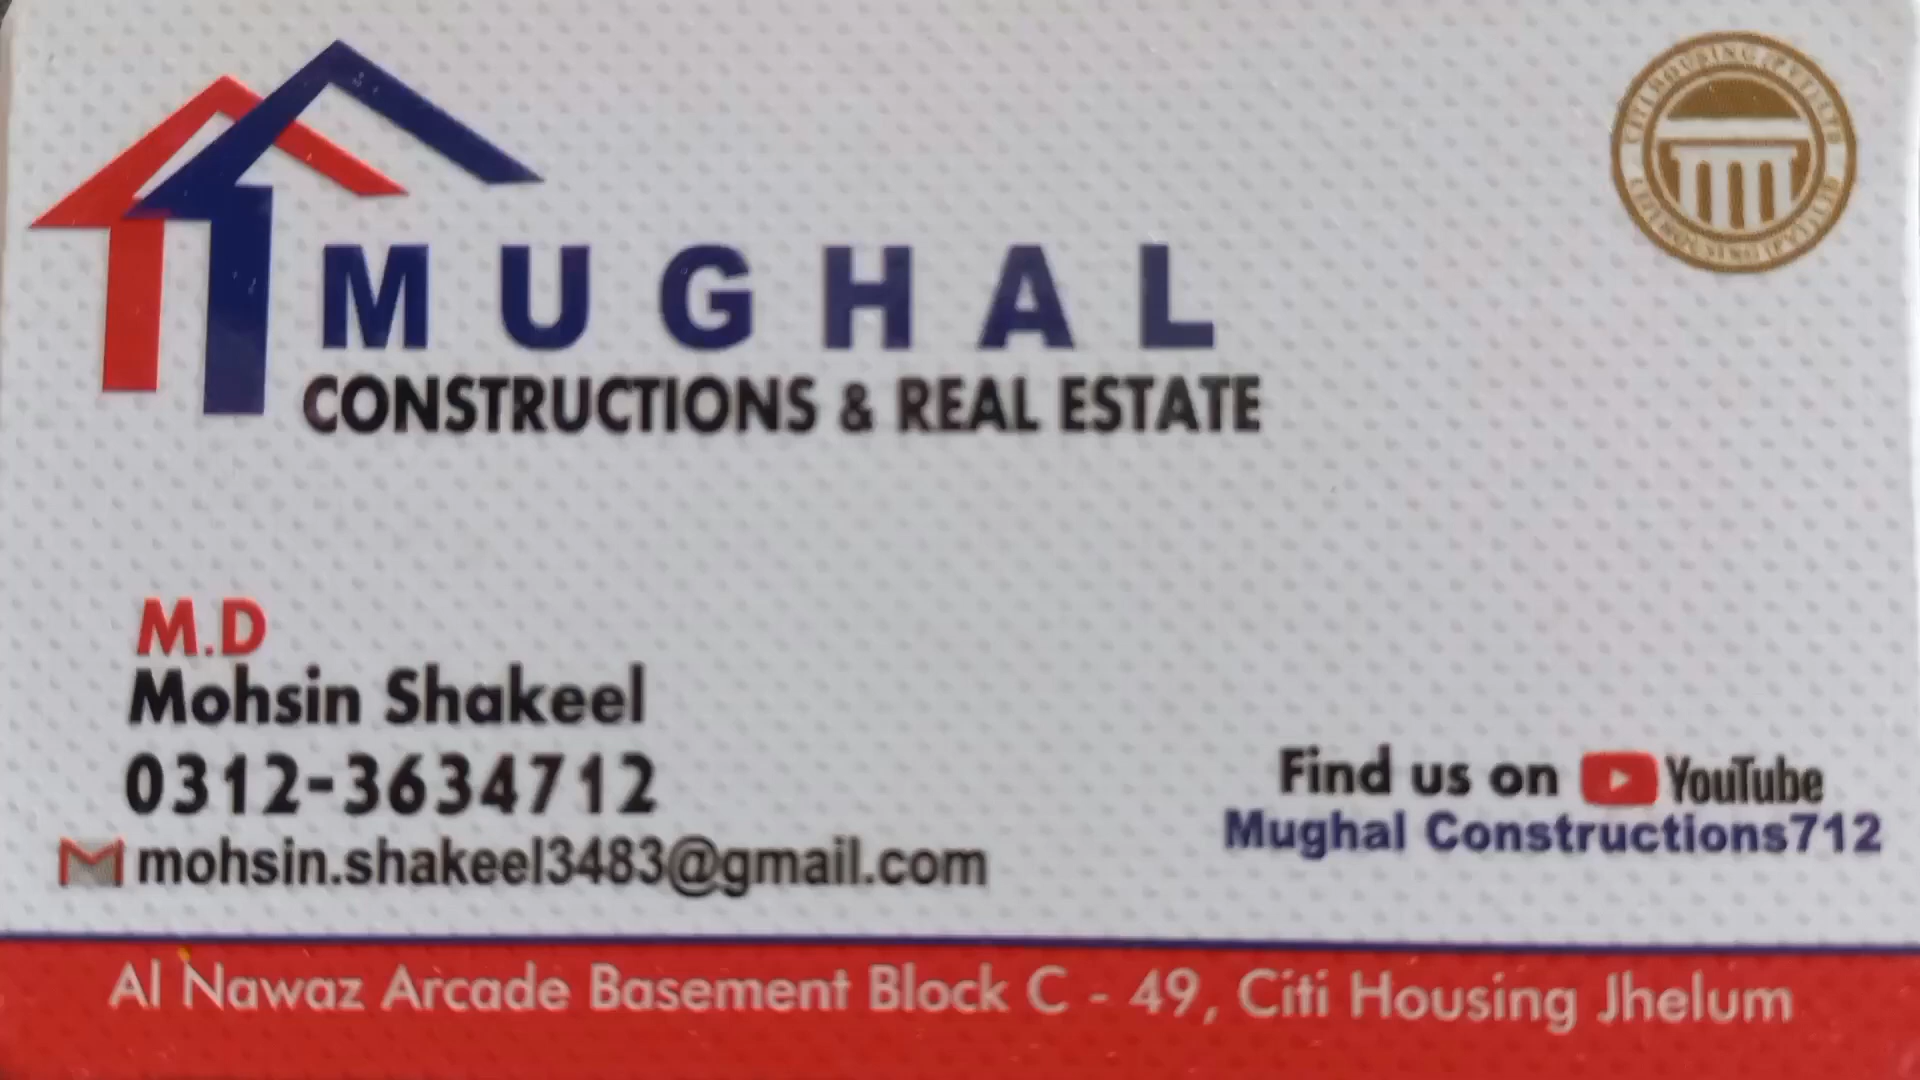 MUGHAL
CONSTRUCTIONS & REAL ESTATE
M.D
Mohsin Shakeel
0312-3634712
mohsin.shakeel3483@gmail.com
Find us on YouTube
Mughal Constructions712
Al Nawaz Arcade Basement Block C - 49, Citi Housing Jhelum